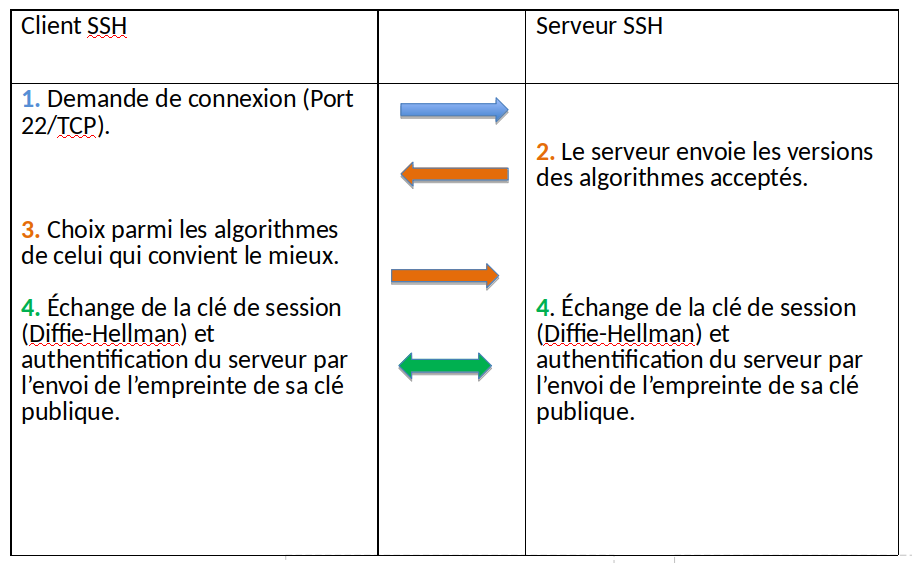 Client SSH
Serveur SSH
1. Demande de connexion (Port
22/TCP).
2. Le serveur envoie les versions
des algorithmes acceptés.
3. Choix parmi les algorithmes
de celui qui convient le mieux.
4. Échange de la clé de session
(Diffie-Hellman) et
authentification du serveur par
l’envoi de l’empreinte de sa clé
publique.
4. Échange de la clé de session
(Diffie-Hellman) et
authentification du serveur par
l’envoi de l’empreinte de sa clé
publique.